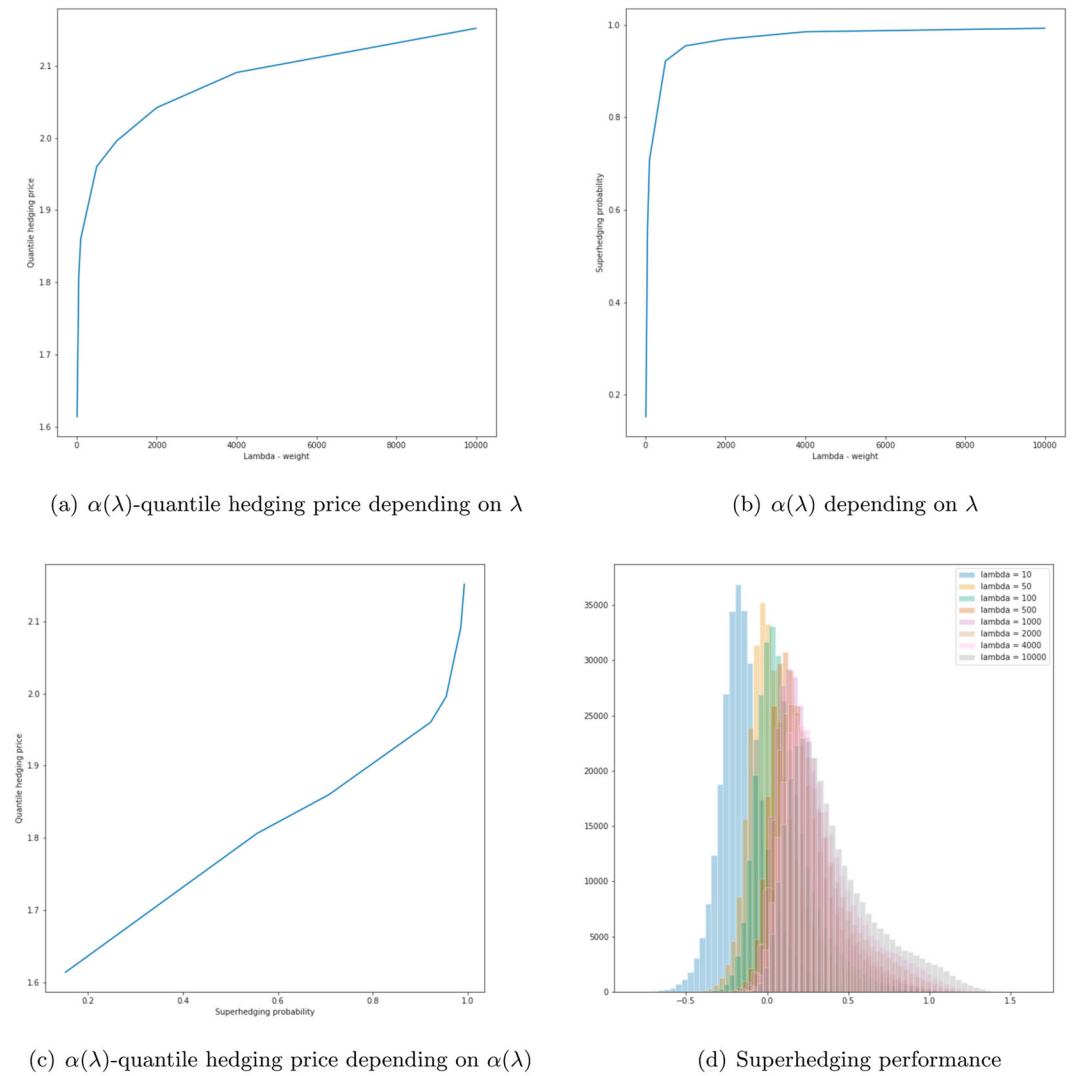 2.1
2.0
1.9
1.8
1.7
1.6
Quantile hedging price
0 2000 4000 6000 8000 10000
Lambda - weight
(a) α(λ)-quantile hedging price depending on λ
1.0
0.8
0.6
0.4
0.2
Superhedging probability
0 2000 4000 6000 8000 10000
Lambda - weight
(b) α(λ) depending on λ
2.1
2.0
1.9
1.8
1.7
1.6
Quantile hedging price
0.2 0.4 0.6 0.8 1.0
Superhedging probability
(c) α(λ)-quantile hedging price depending on α(λ)
lambda = 10
lambda = 50
lambda = 100
lambda = 500
lambda = 1000
lambda = 2000
lambda = 4000
lambda = 10000
35000
30000
25000
20000
15000
10000
5000
0
−0.5 0.0 0.5 1.0 1.5
(d) Superhedging performance